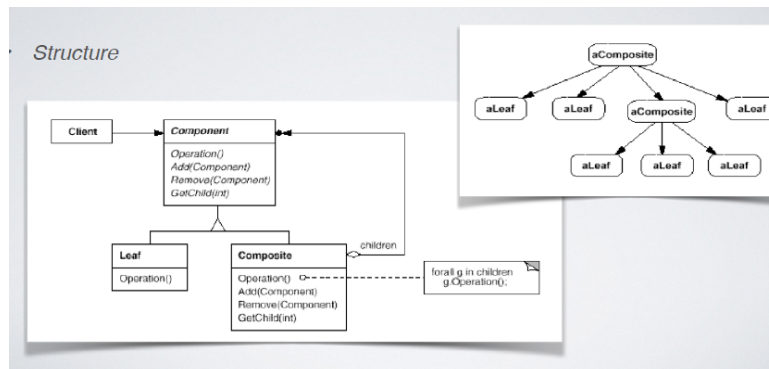 Structure
Client
Component
Operation()
Add(Component)
Remove(Component)
GetChild(int)
Leaf
Operation()
Composite
Operation()
Add(Component)
Remove(Component)
GetChild(int)
children
forall g in children
g.Operation();
aComposite
aLeaf
aLeaf
aComposite
aLeaf
aLeaf
aLeaf
aLeaf